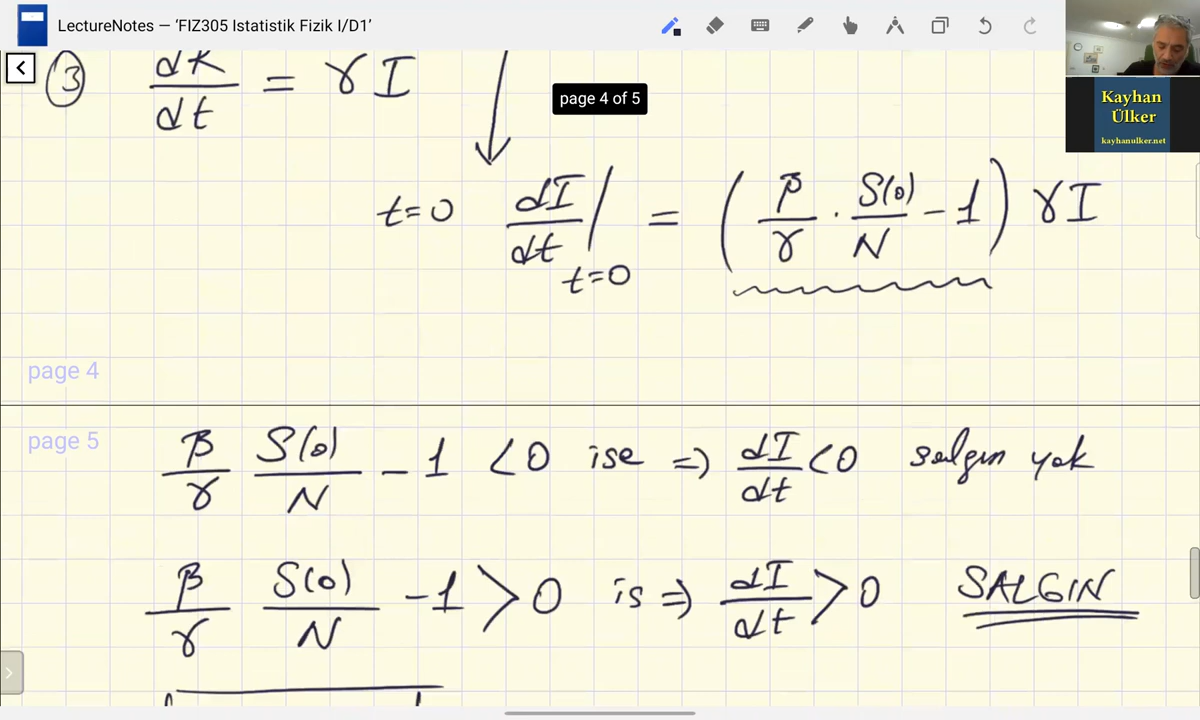 LectureNotes — ‘FIZ305 Istatistik Fizik I/D1’
Kayhan
Ülker
kayhanulker.net
page 4 of 5
③ dR/dt = γ I
t=0 dI/dt |t=0 = (β/γ · S(0)/N − 1) γ I
page 4
page 5
β/γ S(0)/N − 1 < 0 ise ⇒ dI/dt < 0 salgın yok
β/γ S(0)/N − 1 > 0 is ⇒ dI/dt > 0 SALGIN